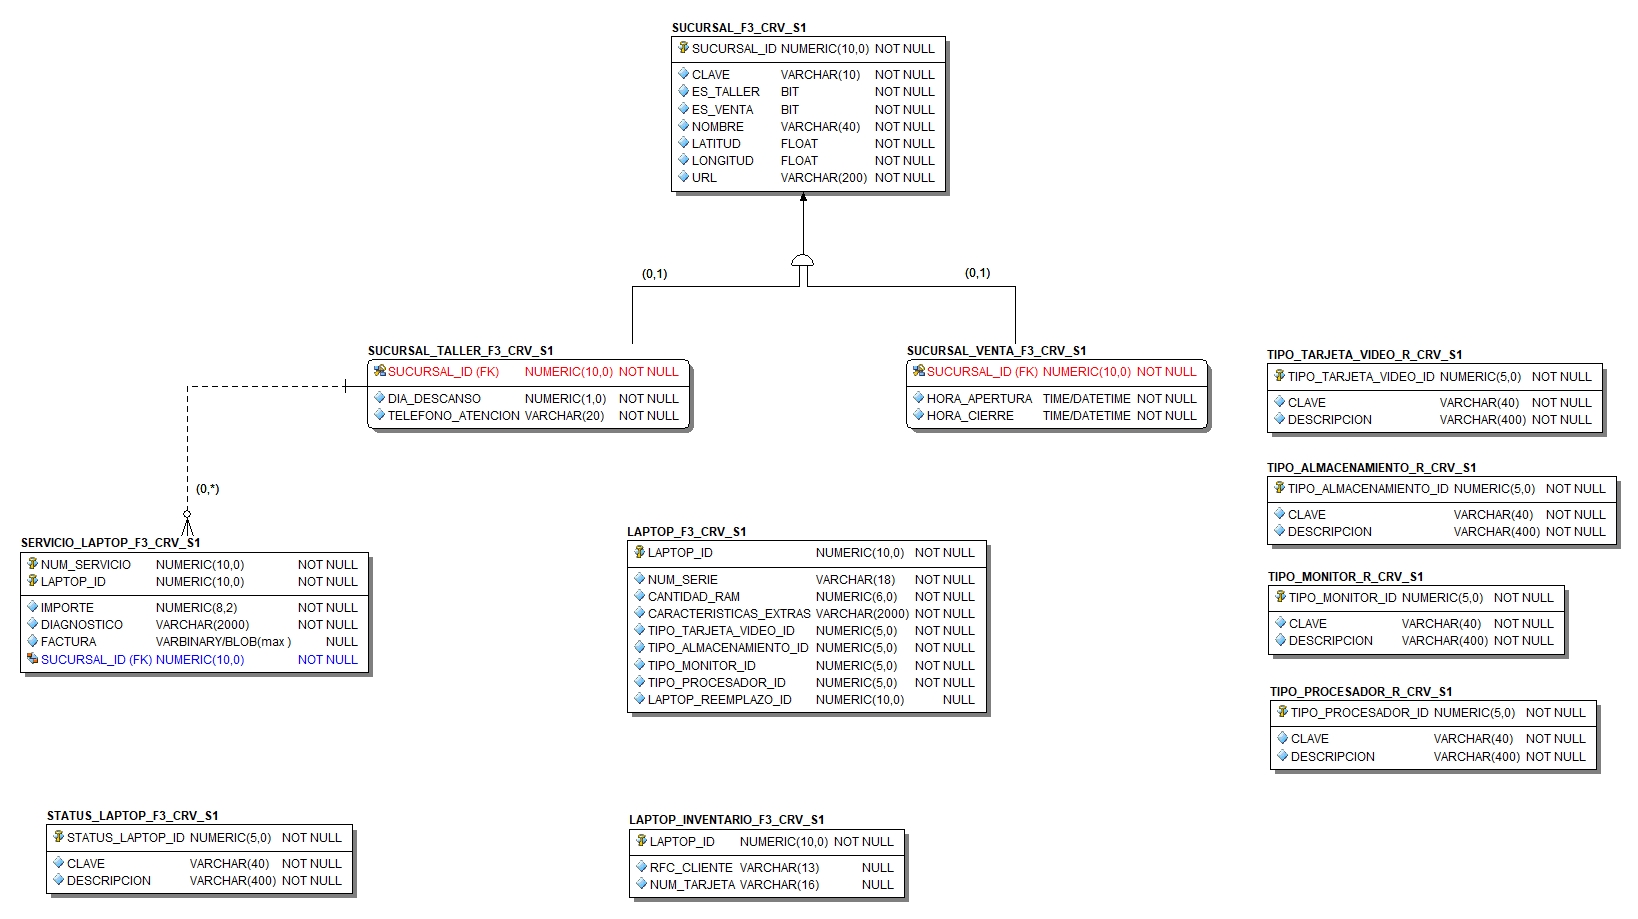 SUCURSAL_F3_CRV_S1
SUCURSAL_ID NUMERIC(10,0) NOT NULL
CLAVE VARCHAR(10) NOT NULL
ES_TALLER BIT NOT NULL
ES_VENTA BIT NOT NULL
NOMBRE VARCHAR(40) NOT NULL
LATITUD FLOAT NOT NULL
LONGITUD FLOAT NOT NULL
URL VARCHAR(200) NOT NULL
(0,1)
(0,1)
SUCURSAL_TALLER_F3_CRV_S1
SUCURSAL_ID (FK) NUMERIC(10,0) NOT NULL
DIA_DESCANSO NUMERIC(1,0) NOT NULL
TELEFONO_ATENCION VARCHAR(20) NOT NULL
SUCURSAL_VENTA_F3_CRV_S1
SUCURSAL_ID (FK) NUMERIC(10,0) NOT NULL
HORA_APERTURA TIME/DATETIME NOT NULL
HORA_CIERRE TIME/DATETIME NOT NULL
TIPO_TARJETA_VIDEO_R_CRV_S1
TIPO_TARJETA_VIDEO_ID NUMERIC(5,0) NOT NULL
CLAVE VARCHAR(40) NOT NULL
DESCRIPCION VARCHAR(400) NOT NULL
TIPO_ALMACENAMIENTO_R_CRV_S1
TIPO_ALMACENAMIENTO_ID NUMERIC(5,0) NOT NULL
CLAVE VARCHAR(40) NOT NULL
DESCRIPCION VARCHAR(400) NOT NULL
(0,*)
SERVICIO_LAPTOP_F3_CRV_S1
NUM_SERVICIO NUMERIC(10,0) NOT NULL
LAPTOP_ID NUMERIC(10,0) NOT NULL
IMPORTE NUMERIC(8,2) NOT NULL
DIAGNOSTICO VARCHAR(2000) NOT NULL
FACTURA VARBINARY/BLOB(max ) NULL
SUCURSAL_ID (FK) NUMERIC(10,0) NOT NULL
LAPTOP_F3_CRV_S1
LAPTOP_ID NUMERIC(10,0) NOT NULL
NUM_SERIE VARCHAR(18) NOT NULL
CANTIDAD_RAM NUMERIC(6,0) NOT NULL
CARACTERISTICAS_EXTRAS VARCHAR(2000) NOT NULL
TIPO_TARJETA_VIDEO_ID NUMERIC(5,0) NOT NULL
TIPO_ALMACENAMIENTO_ID NUMERIC(5,0) NOT NULL
TIPO_MONITOR_ID NUMERIC(5,0) NOT NULL
TIPO_PROCESADOR_ID NUMERIC(5,0) NOT NULL
LAPTOP_REEMPLAZO_ID NUMERIC(10,0) NULL
TIPO_MONITOR_R_CRV_S1
TIPO_MONITOR_ID NUMERIC(5,0) NOT NULL
CLAVE VARCHAR(40) NOT NULL
DESCRIPCION VARCHAR(400) NOT NULL
TIPO_PROCESADOR_R_CRV_S1
TIPO_PROCESADOR_ID NUMERIC(5,0) NOT NULL
CLAVE VARCHAR(40) NOT NULL
DESCRIPCION VARCHAR(400) NOT NULL
STATUS_LAPTOP_F3_CRV_S1
STATUS_LAPTOP_ID NUMERIC(5,0) NOT NULL
CLAVE VARCHAR(40) NOT NULL
DESCRIPCION VARCHAR(400) NOT NULL
LAPTOP_INVENTARIO_F3_CRV_S1
LAPTOP_ID NUMERIC(10,0) NOT NULL
RFC_CLIENTE VARCHAR(13) NULL
NUM_TARJETA VARCHAR(16) NULL